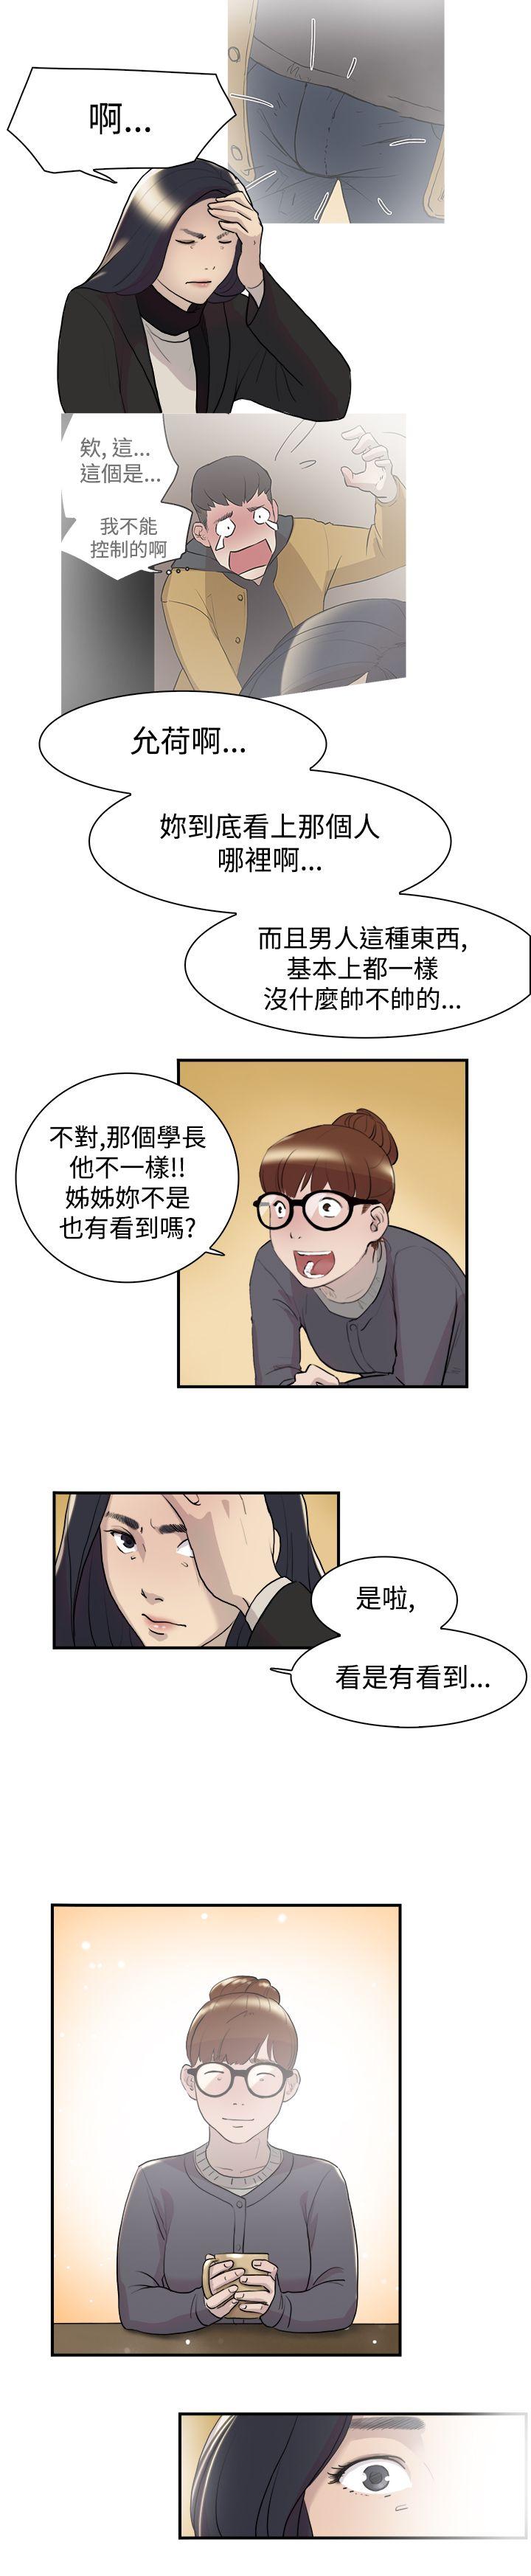 啊...
欸, 這...
這個是...
我不能
控制的啊
允荷啊...
妳到底看上那個人
哪裡啊...
而且男人這種東西,
基本上都一樣
沒什麼帥不帥的...
不對,那個學長
他不一樣!!
姊姊妳不是
也有看到嗎?
是啦,
看是有看到...